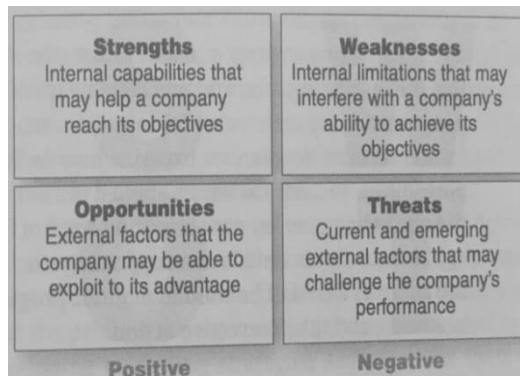 Strengths
Internal capabilities that
may help a company
reach its objectives
Weaknesses
Internal limitations that may
interfere with a company's
ability to achieve its
objectives
Opportunities
External factors that the
company may be able to
exploit to its advantage
Threats
Current and emerging
external factors that may
challenge the company's
performance
Positive
Negative